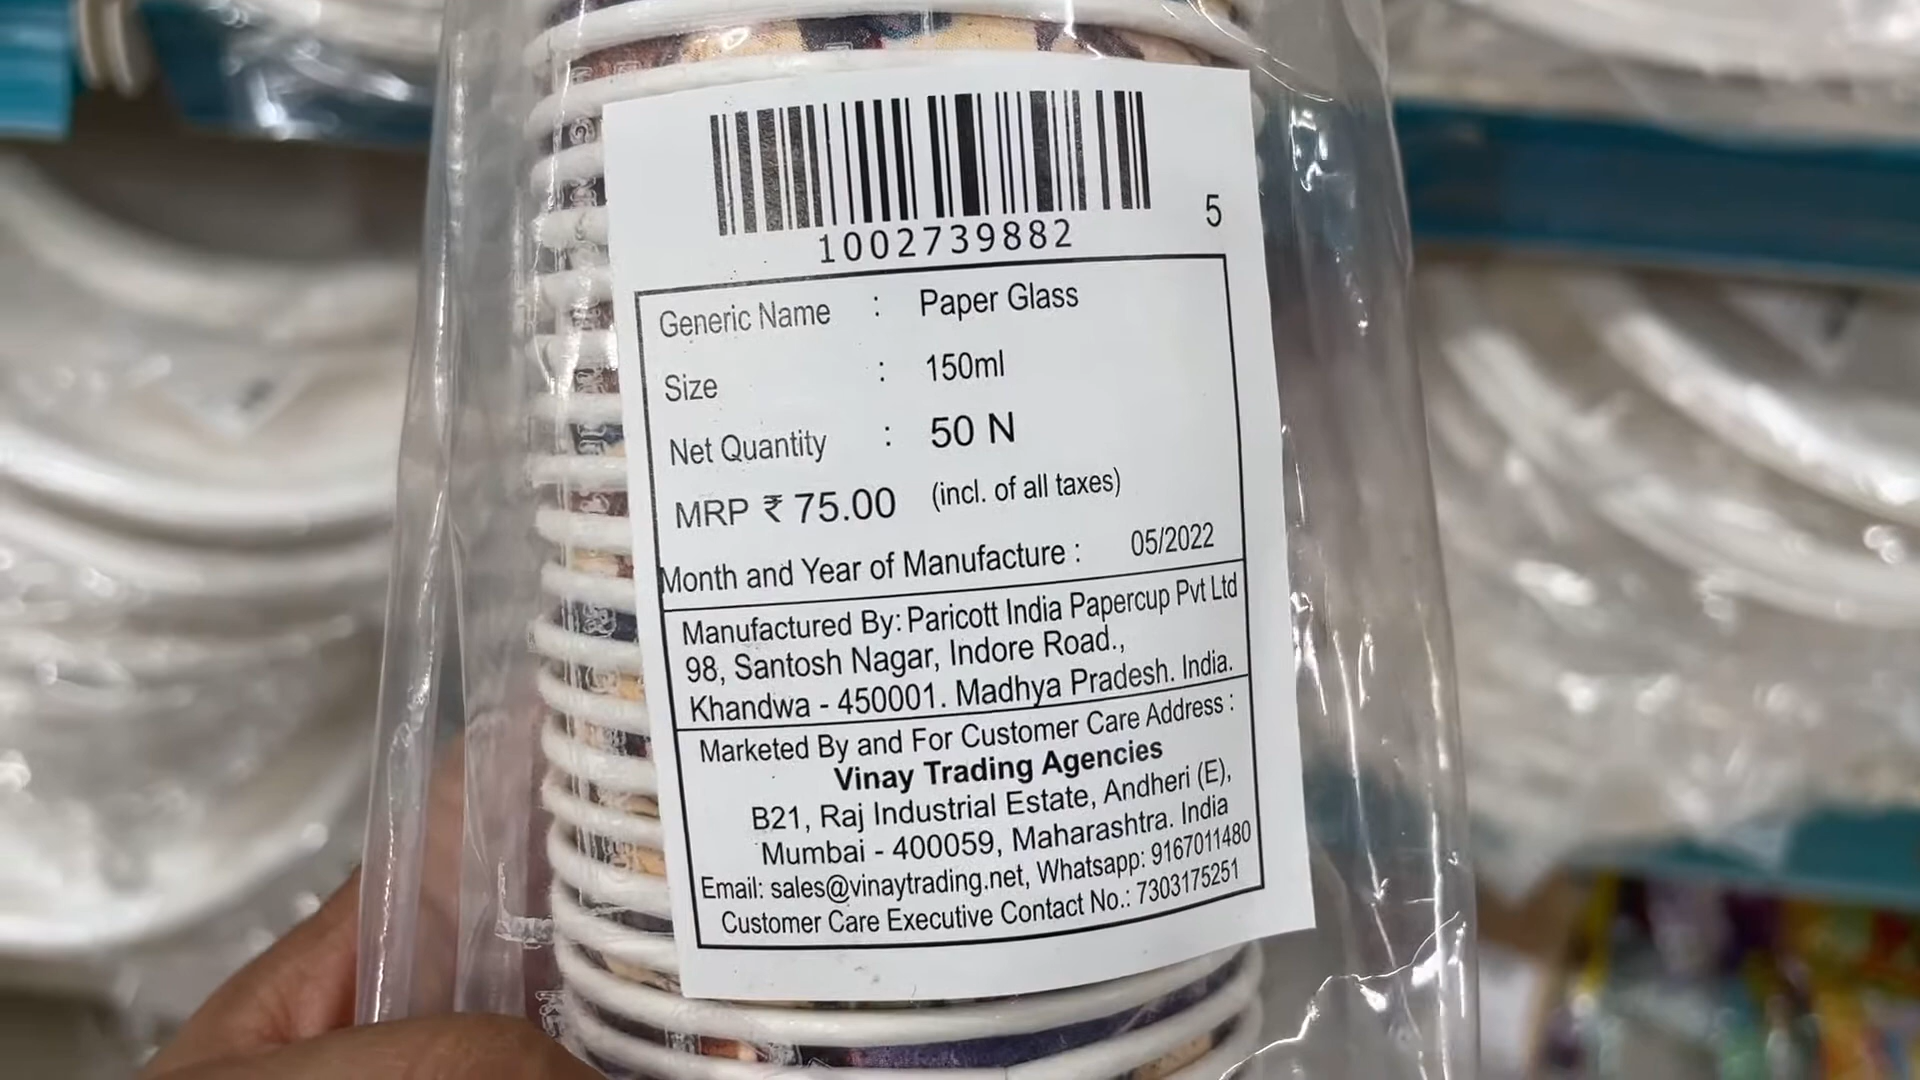 5
1002739882
Generic Name : Paper Glass
Size : 150ml
Net Quantity : 50 N
MRP ₹ 75.00 (incl. of all taxes)
Month and Year of Manufacture : 05/2022
Manufactured By: Paricott India Papercup Pvt Ltd
98, Santosh Nagar, Indore Road.,
Khandwa - 450001. Madhya Pradesh. India.
Marketed By and For Customer Care Address :
Vinay Trading Agencies
B21, Raj Industrial Estate, Andheri (E),
Mumbai - 400059, Maharashtra. India
Email: sales@vinaytrading.net, Whatsapp: 9167011480
Customer Care Executive Contact No.: 7303175251